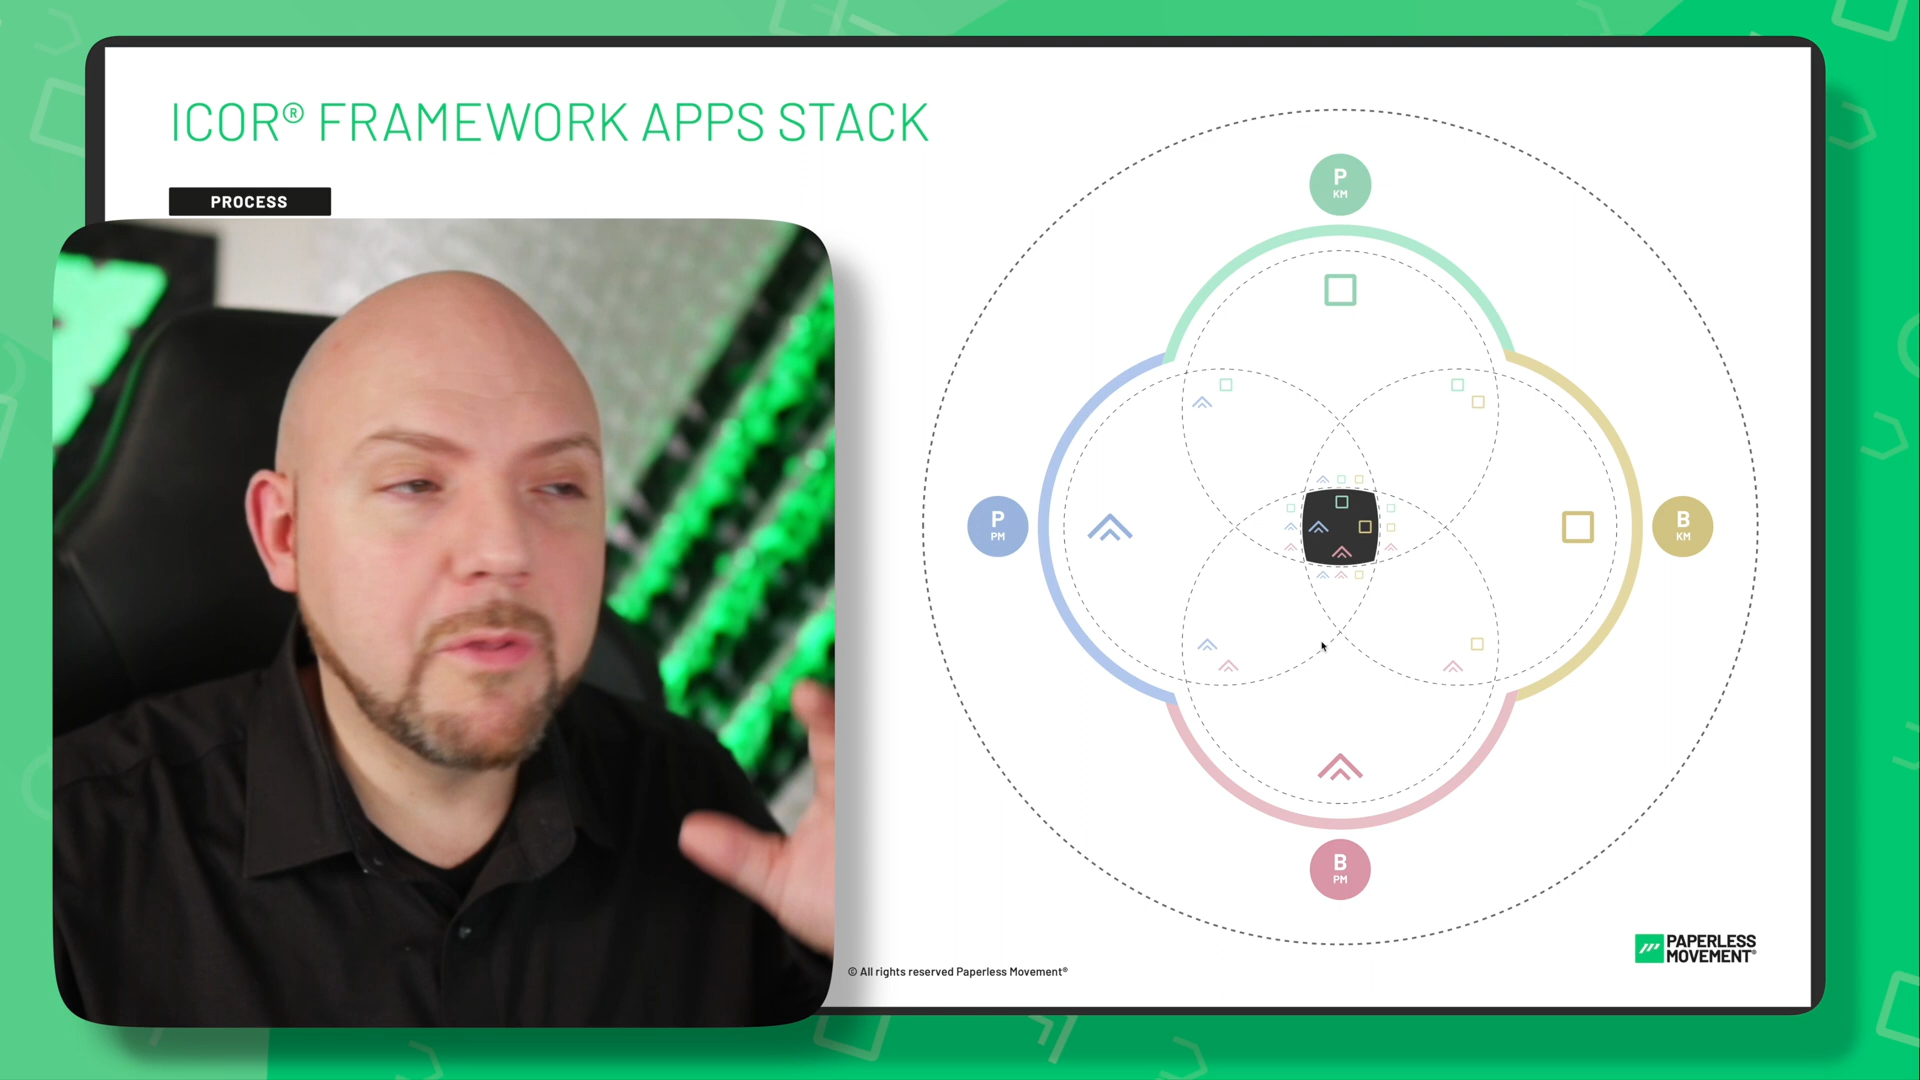 ICOR® FRAMEWORK APPS STACK
PROCESS
P
KM
P
PM
B
KM
B
PM
PAPERLESS
MOVEMENT®
© All rights reserved Paperless Movement®